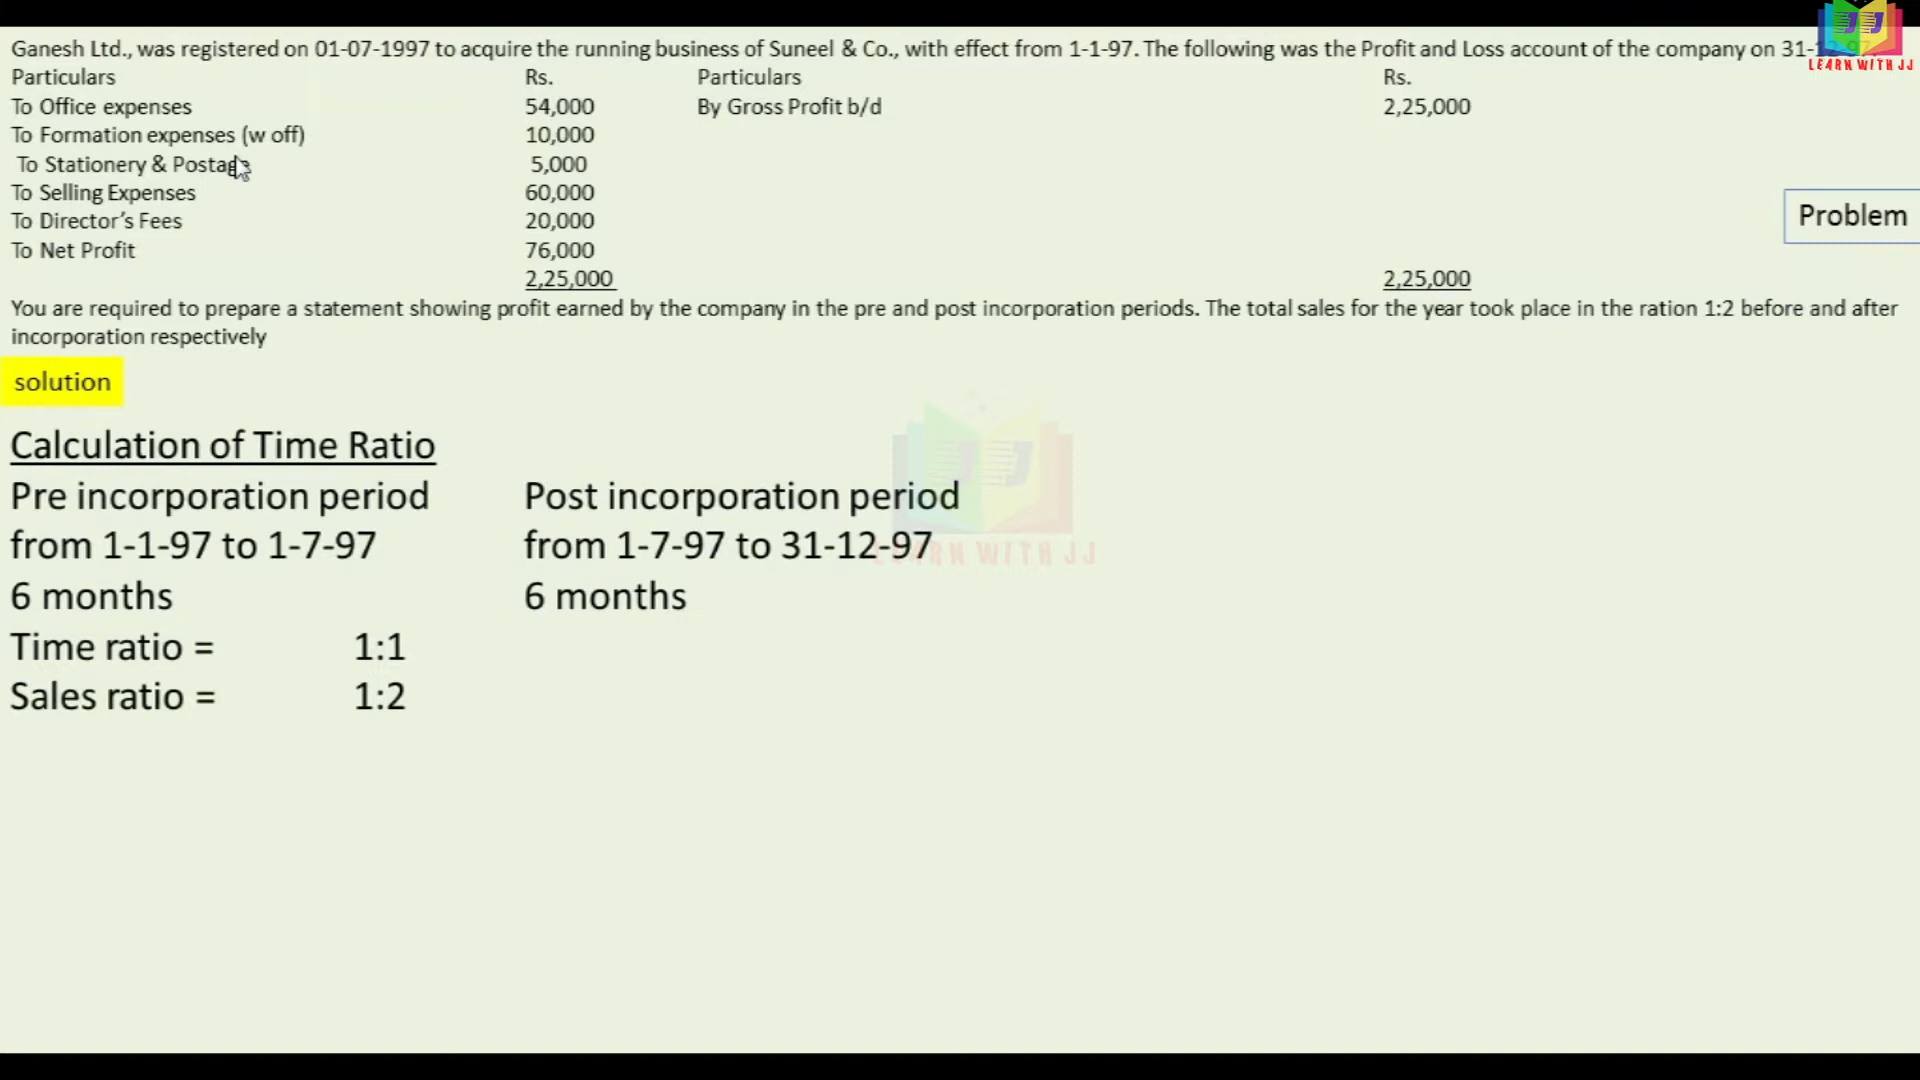 Ganesh Ltd., was registered on 01-07-1997 to acquire the running business of Suneel & Co., with effect from 1-1-97. The following was the Profit and Loss account of the company on 31-12-97.
LEARN WITH JJ
Particulars Rs. Particulars Rs.
To Office expenses 54,000 By Gross Profit b/d 2,25,000
To Formation expenses (w off) 10,000
To Stationery & Postage 5,000
To Selling Expenses 60,000
To Director's Fees 20,000
To Net Profit 76,000
2,25,000 2,25,000
Problem
You are required to prepare a statement showing profit earned by the company in the pre and post incorporation periods. The total sales for the year took place in the ration 1:2 before and after
incorporation respectively
solution
Calculation of Time Ratio
Pre incorporation period Post incorporation period
from 1-1-97 to 1-7-97 from 1-7-97 to 31-12-97
LEARN WITH JJ
6 months 6 months
Time ratio = 1:1
Sales ratio = 1:2